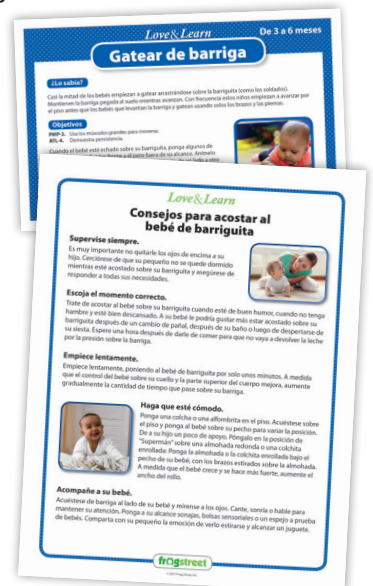 Love & Learn
De 3 a 6 meses
Gatear de barriga
¿Lo sabía?
Casi la mitad de los bebés empiezan a gatear arrastrándose sobre la barriguita (como los soldados).
Mantienen la barriga pegada al suelo mientras avanzan. Con frecuencia estos niños empiezan a avanzar por
el piso antes de los bebés que levantan la barriga y gatean usando solos los brazos y las piernas.
Objetivos
PHP-3. Usa los músculos grandes para moverse.
ATL-4. Demuestra persistencia.
Cuando el bebé esté echado sobre su barriguita, ponga algunos de
Love & Learn
Consejos para acostar al
bebé de barriguita
Supervise siempre.
Es muy importante no quitarle los ojos de encima a su
hijo. Cerciórese de que su pequeño no se quede dormido
mientras esté acostado sobre su barriguita y asegúrese de
responder a todas sus necesidades.
Escoja el momento correcto.
Trate de acostar al bebé sobre su barriguita cuando esté de buen humor, cuando no tenga
hambre y esté bien descansado. A su bebé le podría gustar más estar acostado sobre su
barriguita después de un cambio de pañal, después de su baño o luego de despertarse de
su siesta. Espere una hora después de darle de comer para que no vaya a devolver la leche
por la presión sobre la barriga.
Empiece lentamente.
Empiece lentamente, poniendo al bebé de barriguita por solo unos minutos. A medida
que el control del bebé sobre su cuello y la parte superior del cuerpo mejora, aumente
gradualmente la cantidad de tiempo que pase sobre su barriga.
Haga que esté cómodo.
Ponga una colcha o una alfombrita en el piso. Acuéstese sobre
el piso y ponga al bebé sobre su pecho para variar la posición.
De a su hijo un poco de apoyo. Póngalo en la posición de
"Supermán" sobre una almohada redonda o una colchita
enrollada. Ponga la almohada o la colchita enrollada bajo el
pecho de su bebé, con los brazos estirados sobre la almohada.
A medida que el bebé crece y se hace más fuerte, aumente el
ancho del rollo.
Acompañe a su bebé.
Acuéstese de barriga al lado de su bebé y mírense a los ojos. Cante, sonría o hable para
mantener su atención. Ponga a su alcance sonajas, bolsas sensoriales o un espejo a prueba
de bebés. Comparta con su pequeño la emoción de verlo estirarse y alcanzar un juguete.
frogstreet